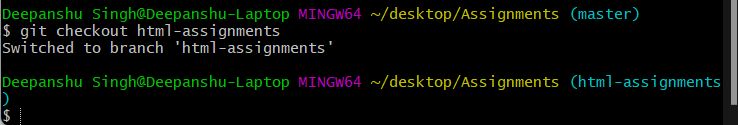 Deepanshu Singh@Deepanshu-Laptop MINGW64 ~/desktop/Assignments (master)
$ git checkout html-assignments
Switched to branch 'html-assignments'
Deepanshu Singh@Deepanshu-Laptop MINGW64 ~/desktop/Assignments (html-assignments
)
$